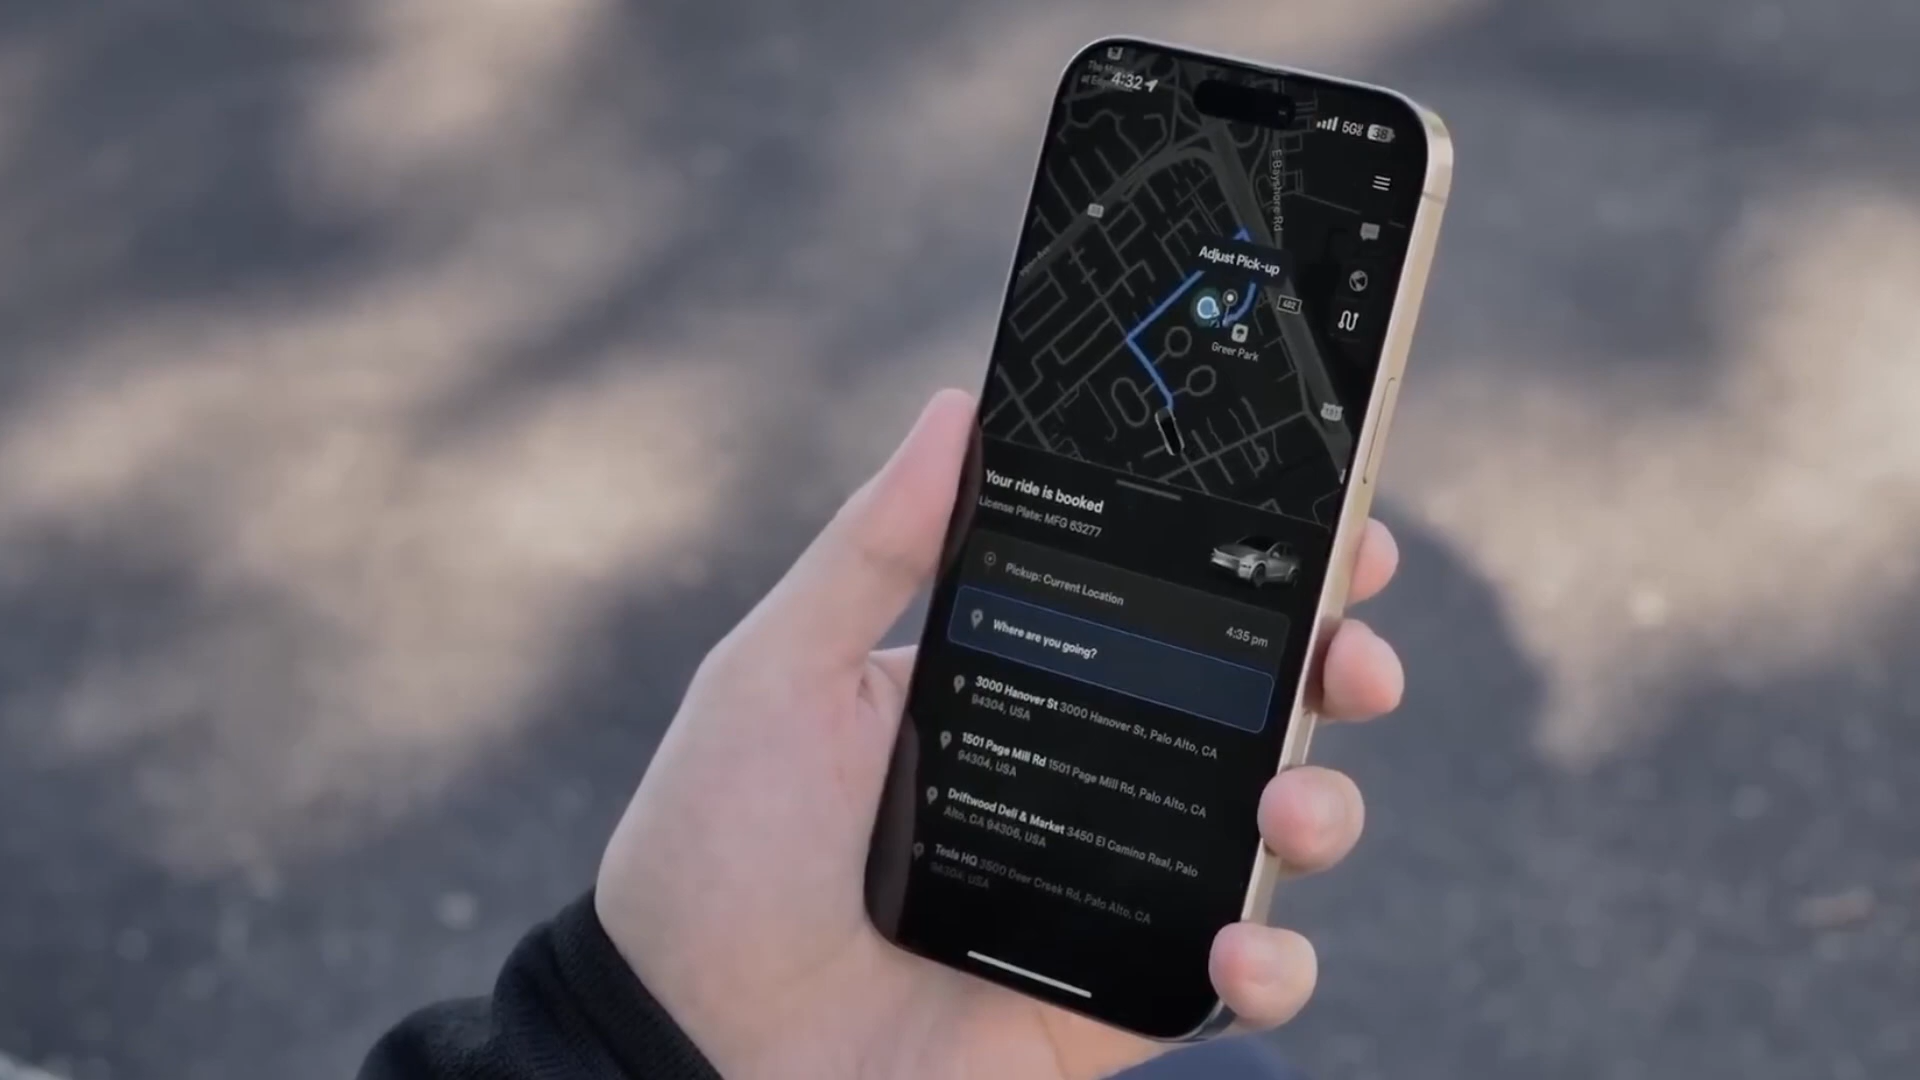 4:32
5G
38
E Bayshore Rd
Adjust Pick-up
Greer Park
Your ride is booked
License Plate: MFG 63277
Pickup: Current Location
4:35 pm
Where are you going?
3000 Hanover St 3000 Hanover St, Palo Alto, CA
94304, USA
1501 Page Mill Rd 1501 Page Mill Rd, Palo Alto, CA
94304, USA
Driftwood Deli & Market 3450 El Camino Real, Palo
Alto, CA 94306, USA
Tesla HQ 3500 Deer Creek Rd, Palo Alto, CA
94304, USA